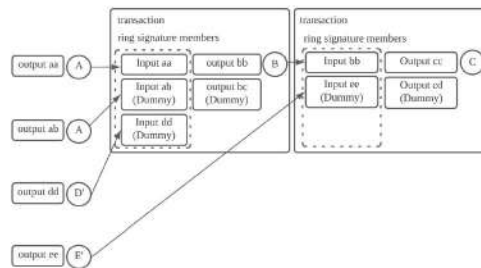 transaction
ring signature members
output aa
A
Input aa
output bb
B
Input ab
(Dummy)
output bc
(Dummy)
output ab
A
Input dd
(Dummy)
output dd
D'
output ee
E'
transaction
ring signature members
Input bb
Output cc
C
Input ee
(Dummy)
Output cd
(Dummy)